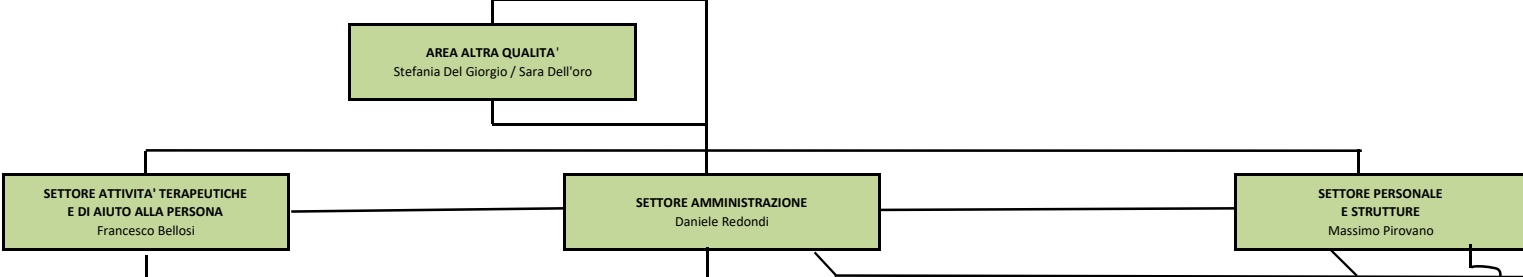 AREA ALTRA QUALITA'
Stefania Del Giorgio / Sara Dell'oro
SETTORE ATTIVITA' TERAPEUTICHE
E DI AIUTO ALLA PERSONA
Francesco Bellosi
SETTORE AMMINISTRAZIONE
Daniele Redondi
SETTORE PERSONALE
E STRUTTURE
Massimo Pirovano